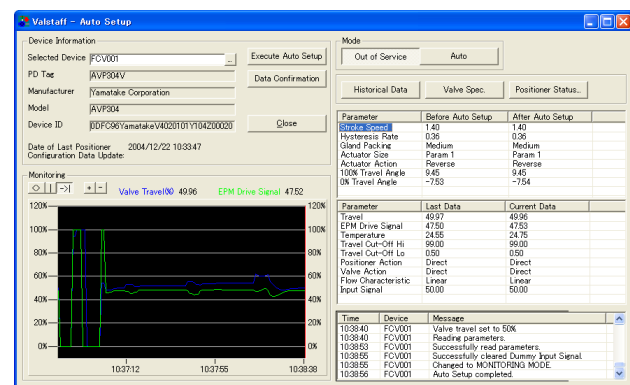 Valstaff - Auto Setup
Device Information
Selected Device FCV001 ...
Execute Auto Setup
PD Tag AVP304V
Data Confirmation
Manufacturer Yamatake Corporation
Model AVP304
Device ID 0DFC96YamatakeV4020101Y104Z00020
Close
Date of Last Positioner Configuration Data Update: 2004/12/22 10:33:47
Mode
Out of Service Auto
Historical Data Valve Spec. Positioner Status...
Parameter Before Auto Setup After Auto Setup
Stroke Speed 1.40 1.40
Hysteresis Rate 0.36 0.36
Gland Packing Medium Medium
Actuator Size Param 1 Param 1
Actuator Action Reverse Reverse
100% Travel Angle 9.45 9.45
0% Travel Angle -7.53 -7.54
Monitoring
Valve Travel(%) 49.96 EPM Drive Signal 47.52
120% 120%
100% 100%
80% 80%
60% 60%
40% 40%
20% 20%
0% 0%
10:37:12 10:37:55 10:38:38
Parameter Last Data Current Data
Travel 49.97 49.96
EPM Drive Signal 47.50 47.53
Temperature 24.55 24.75
Travel Cut-Off Hi 99.00 99.00
Travel Cut-Off Lo 0.50 0.50
Positioner Action Direct Direct
Valve Action Direct Direct
Flow Characteristic Linear Linear
Input Signal 50.00 50.00
Time Device Message
10:38:40 FCV001 Valve travel set to 50%
10:38:40 FCV001 Reading parameters.
10:38:53 FCV001 Successfully read parameters.
10:38:55 FCV001 Successfully cleared Dummy Input Signal.
10:38:55 FCV001 Changed to MONITORING MODE.
10:38:56 FCV001 Auto Setup completed.